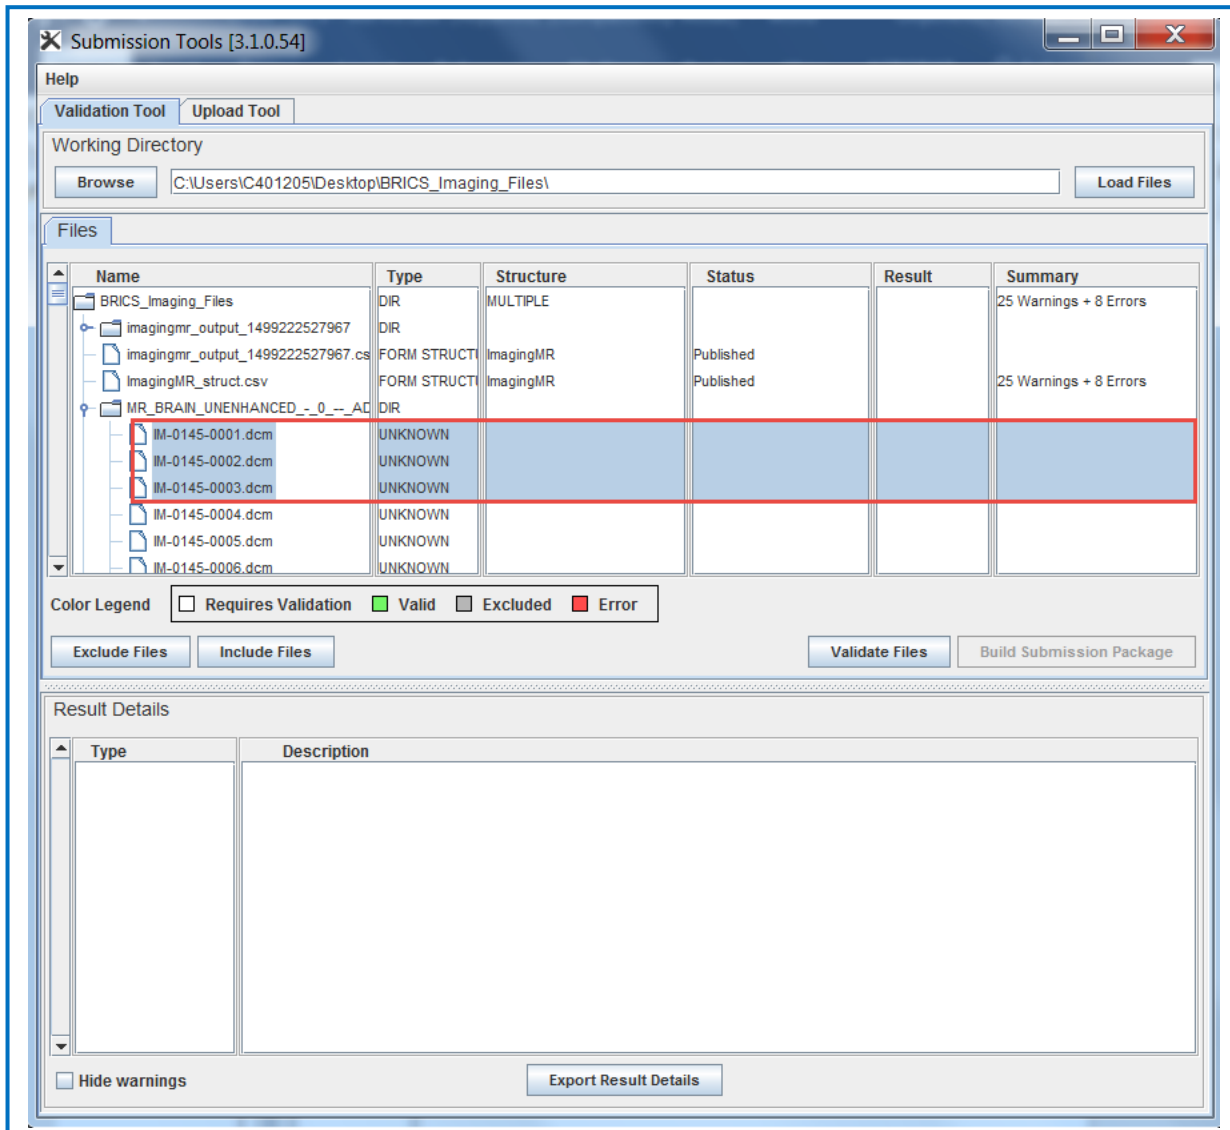 Submission Tools [3.1.0.54]
Help
Validation Tool Upload Tool
Working Directory
Browse C:\Users\C401205\Desktop\BRICS_Imaging_Files\ Load Files
Files
Name Type Structure Status Result Summary
BRICS_Imaging_Files DIR MULTIPLE 25 Warnings + 8 Errors
imagingmr_output_1499222527967 DIR
imagingmr_output_1499222527967.cs FORM STRUCTU ImagingMR Published
ImagingMR_struct.csv FORM STRUCTU ImagingMR Published 25 Warnings + 8 Errors
MR_BRAIN_UNENHANCED_-_0_--_AD DIR
IM-0145-0001.dcm UNKNOWN
IM-0145-0002.dcm UNKNOWN
IM-0145-0003.dcm UNKNOWN
IM-0145-0004.dcm UNKNOWN
IM-0145-0005.dcm UNKNOWN
IM-0145-0006.dcm UNKNOWN
Color Legend Requires Validation Valid Excluded Error
Exclude Files Include Files Validate Files Build Submission Package
Result Details
Type Description
Hide warnings Export Result Details